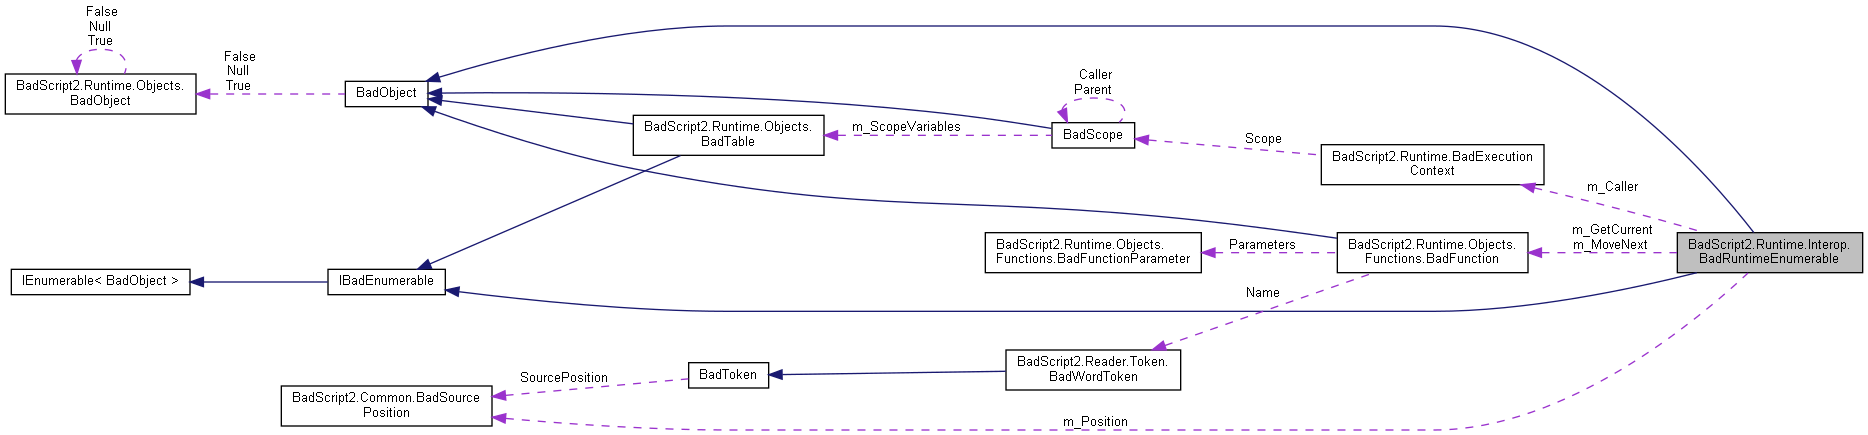 False
Null
True
BadScript2.Runtime.Objects.
BadObject
False
Null
True
BadObject
BadScript2.Runtime.Objects.
BadTable
m_ScopeVariables
Caller
Parent
BadScope
Scope
BadScript2.Runtime.BadExecution
Context
m_Caller
BadScript2.Runtime.Objects.
Functions.BadFunctionParameter
Parameters
BadScript2.Runtime.Objects.
Functions.BadFunction
m_GetCurrent
m_MoveNext
BadScript2.Runtime.Interop.
BadRuntimeEnumerable
IEnumerable< BadObject >
IBadEnumerable
Name
BadScript2.Reader.Token.
BadWordToken
BadToken
SourcePosition
BadScript2.Common.BadSource
Position
m_Position